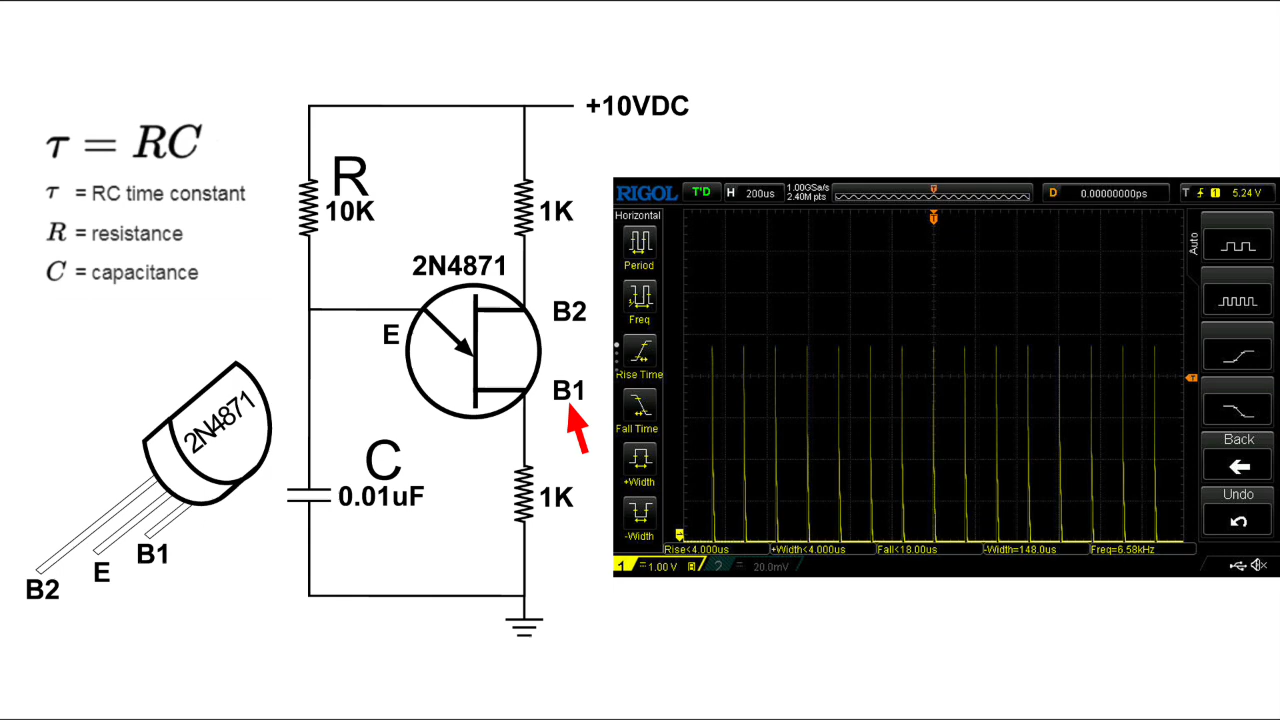 τ = RC
τ = RC time constant
R = resistance
C = capacitance
+10VDC
R
10K
1K
2N4871
B2
E
B1
C
0.01uF
1K
2N4871
B2
E
B1
RIGOL
T'D
H 200us
1.00GSa/s
2.40M pts
D 0.00000000ps
T 1 5.24 V
Horizontal
Period
Freq
Rise Time
Fall Time
+Width
-Width
T
T
Auto
Back
Undo
Rise<4.000us +Width<4.000us Fall<18.00us -Width=148.0us Freq=6.58kHz
1 = 1.00 V B 2 = 20.0mV